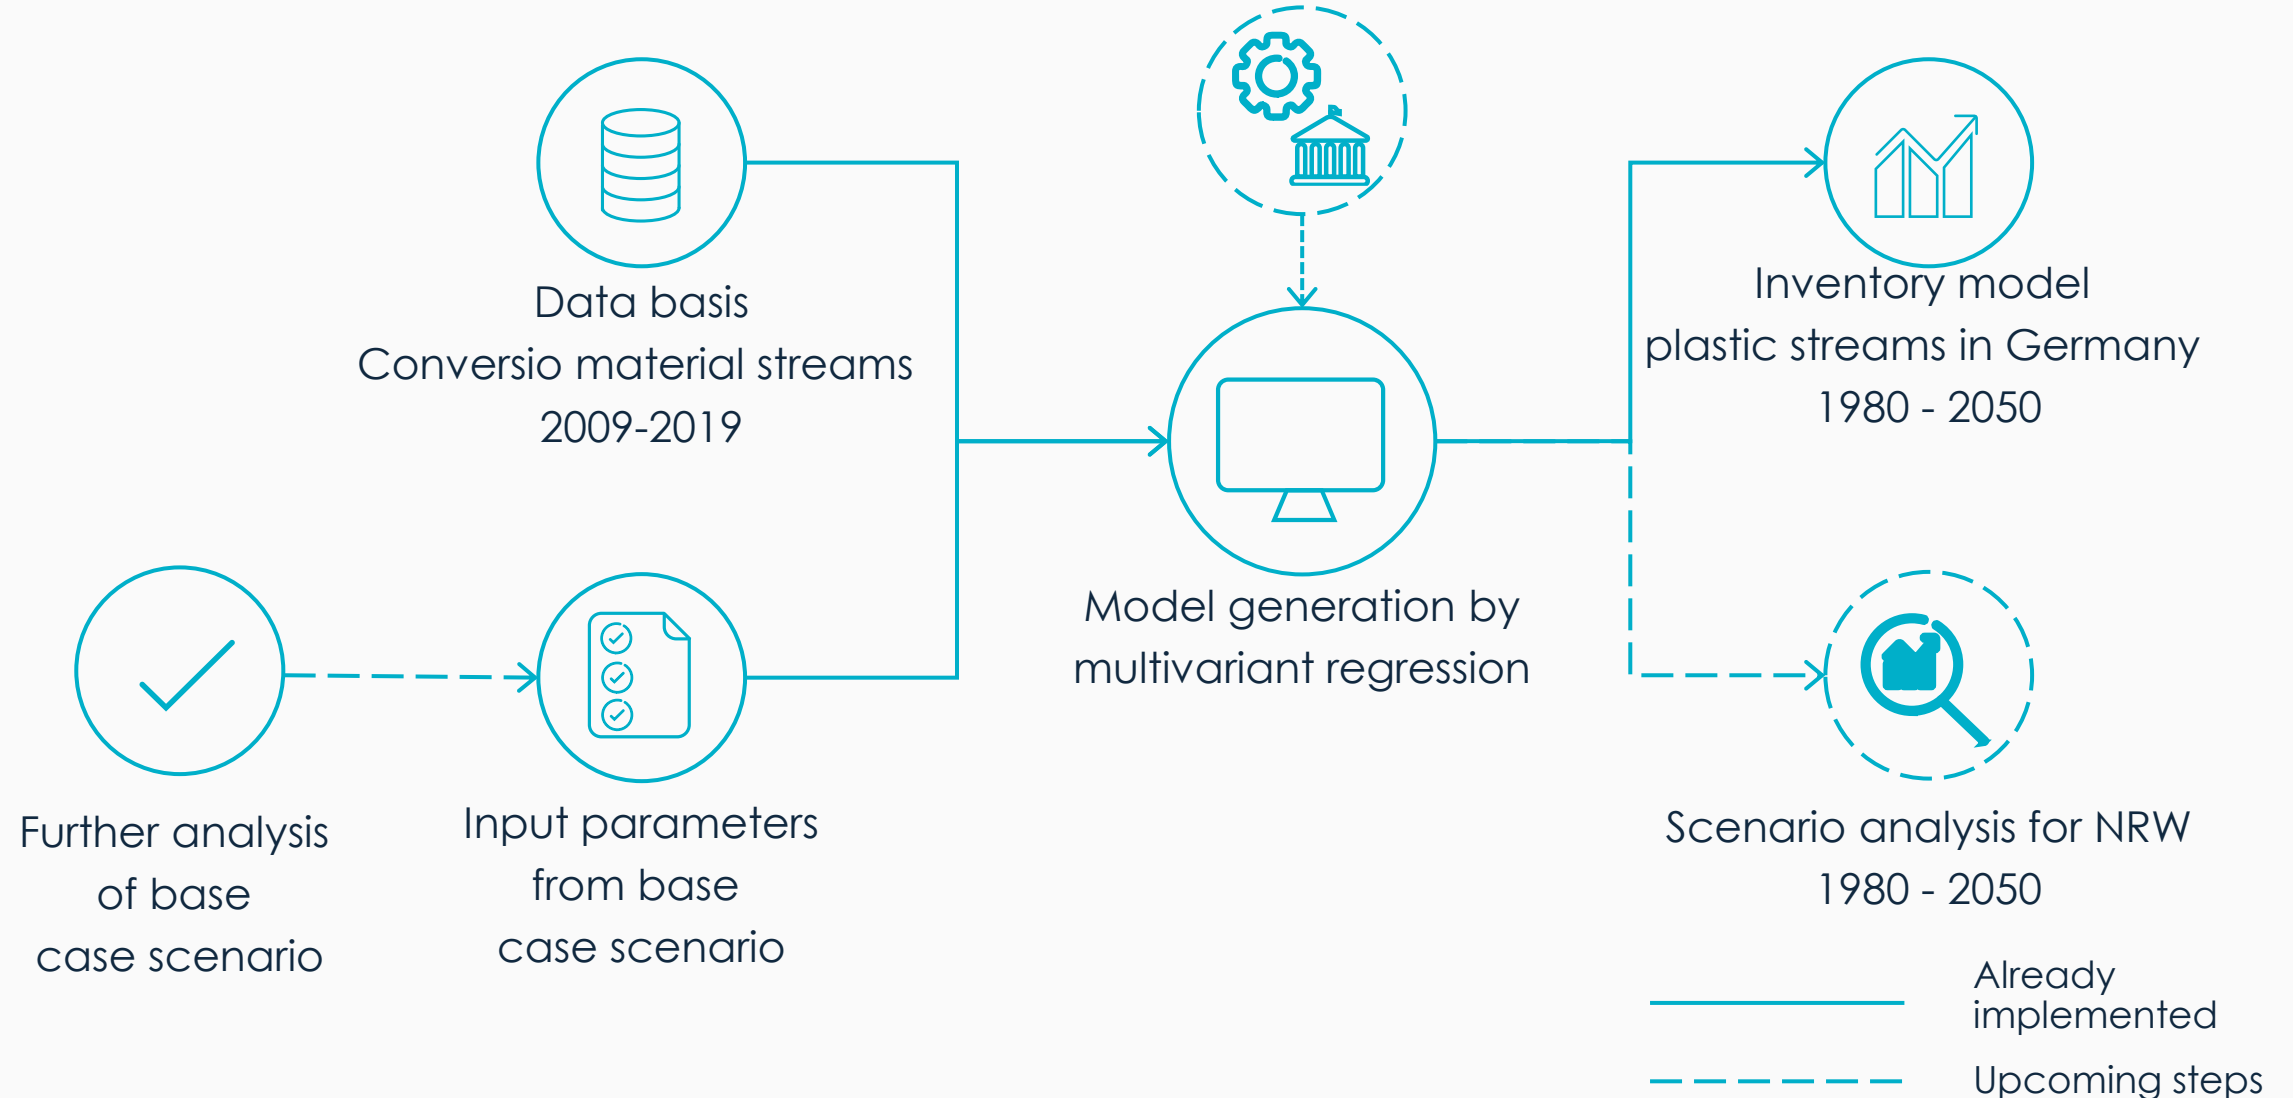 Data basis
Conversio material streams
2009-2019
Inventory model
plastic streams in Germany
1980 - 2050
Model generation by
multivariant regression
Further analysis
of base
case scenario
Input parameters
from base
case scenario
Scenario analysis for NRW
1980 - 2050
Already
implemented
Upcoming steps